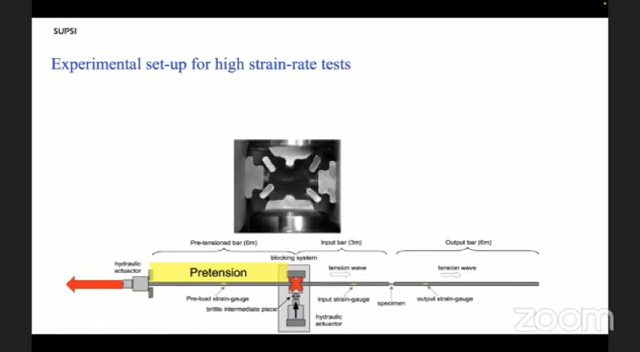 SUPSI
Experimental set-up for high strain-rate tests
Pre-tensioned bar (6m)
Input bar (3m)
Output bar (6m)
blocking system
hydraulic
actuactor
Pretension
tension wave
tension wave
Pre-load strain-gauge
input strain-gauge
specimen
output strain-gauge
brittle intermediate piece
hydraulic
actuactor
zoom